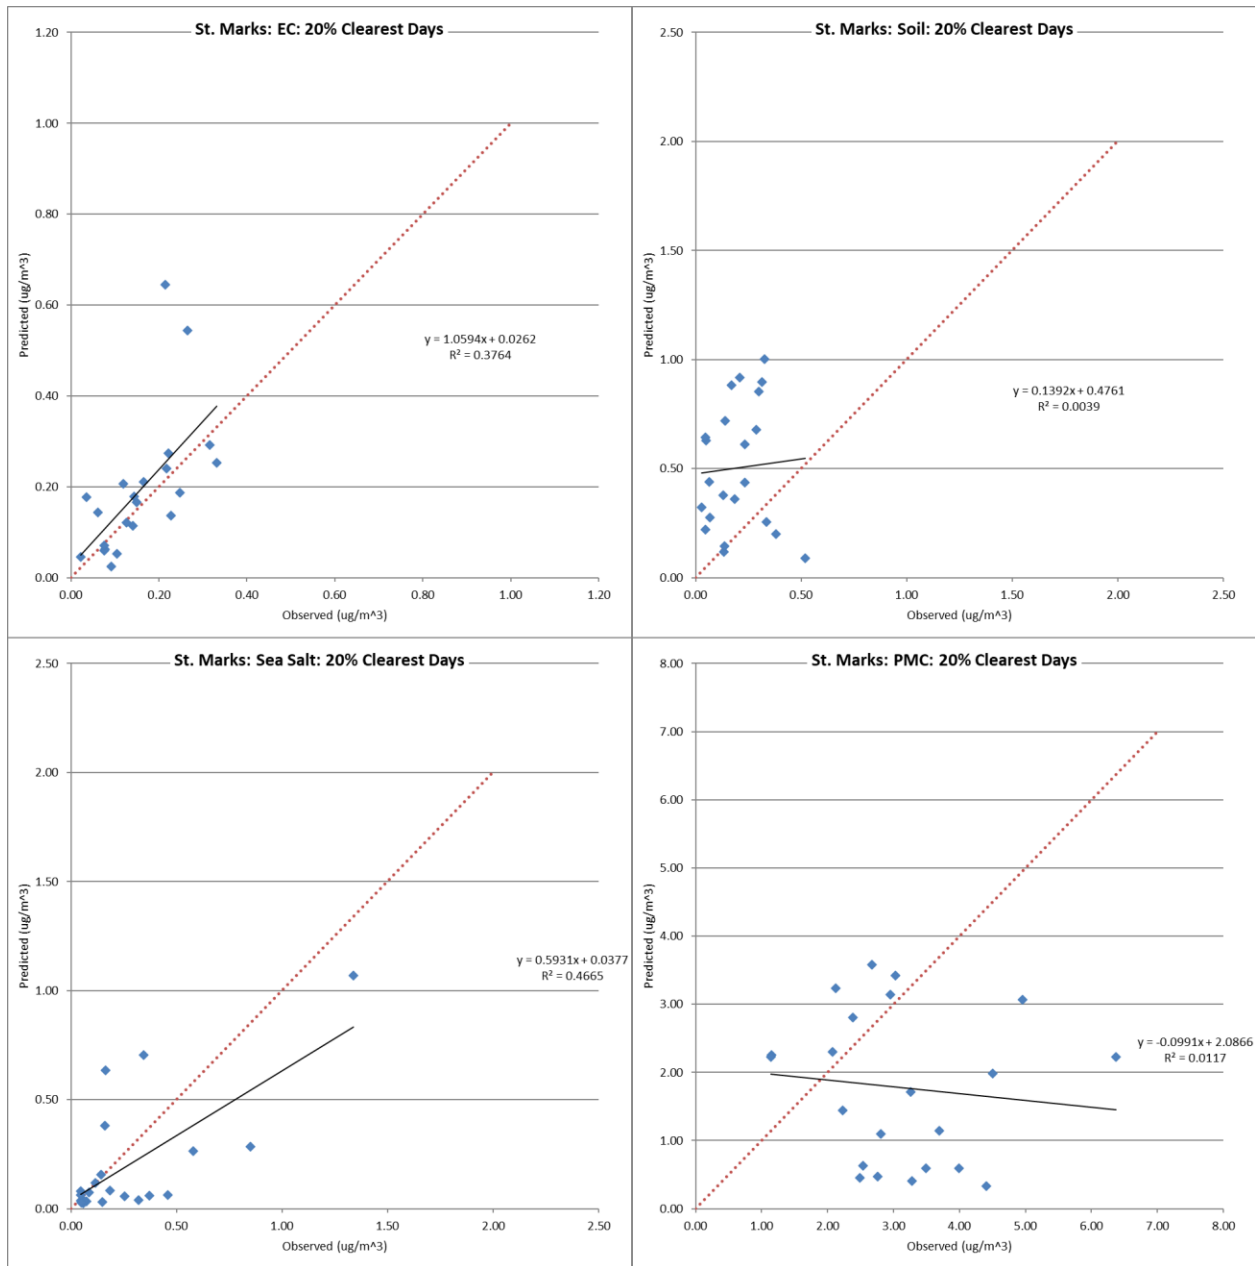 St. Marks: EC: 20% Clearest Days
1.20
1.00
0.80
0.60
0.40
0.20
0.00
Predicted (ug/m^3)
y = 1.0594x + 0.0262
R² = 0.3764
0.00 0.20 0.40 0.60 0.80 1.00 1.20
Observed (ug/m^3)
St. Marks: Soil: 20% Clearest Days
2.50
2.00
1.50
1.00
0.50
0.00
Predicted (ug/m^3)
y = 0.1392x + 0.4761
R² = 0.0039
0.00 0.50 1.00 1.50 2.00 2.50
Observed (ug/m^3)
St. Marks: Sea Salt: 20% Clearest Days
2.50
2.00
1.50
1.00
0.50
0.00
Predicted (ug/m^3)
y = 0.5931x + 0.0377
R² = 0.4665
0.00 0.50 1.00 1.50 2.00 2.50
Observed (ug/m^3)
St. Marks: PMC: 20% Clearest Days
8.00
7.00
6.00
5.00
4.00
3.00
2.00
1.00
0.00
Predicted (ug/m^3)
y = -0.0991x + 2.0866
R² = 0.0117
0.00 1.00 2.00 3.00 4.00 5.00 6.00 7.00 8.00
Observed (ug/m^3)